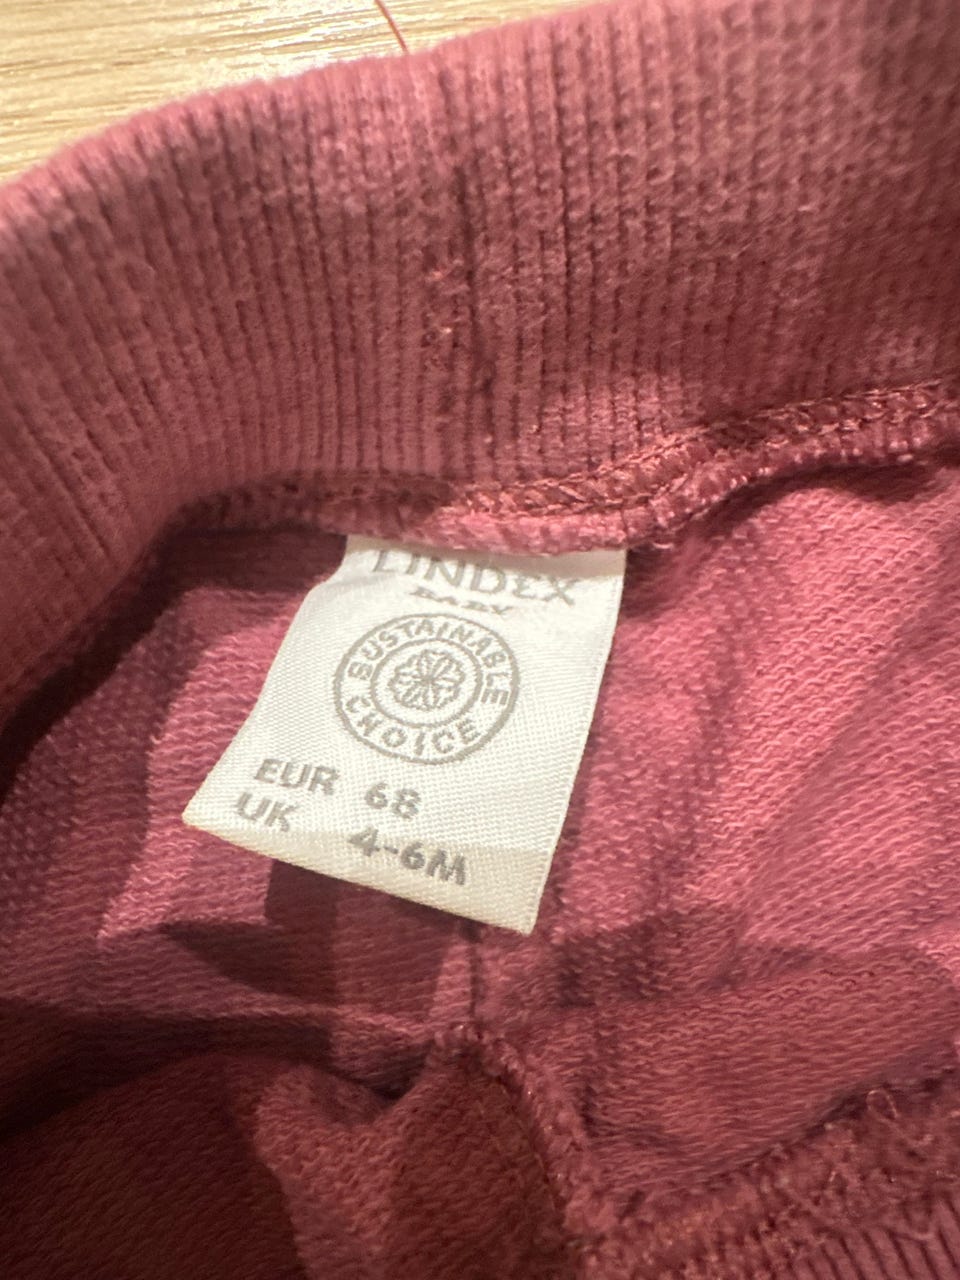 LINDEX
BABY
SUSTAINABLE
CHOICE
EUR 68
UK 4-6M